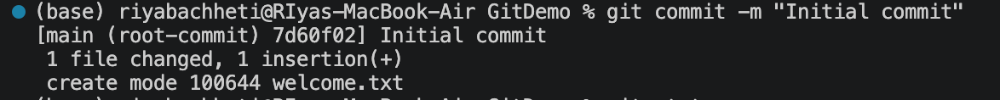 (base) riyabachheti@RIyas-MacBook-Air GitDemo % git commit -m "Initial commit"
[main (root-commit) 7d60f02] Initial commit
 1 file changed, 1 insertion(+)
 create mode 100644 welcome.txt